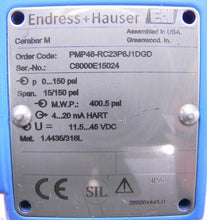 Endress+Hauser EH
Cerabar M
Assembled in USA,
Greenwood, In.
Order Code: PMP48-RC23P6J1DGD
Ser.-No.: C8000E15024
p 0...150 psi
Span. 15/150 psi
M.W.P.: 400.5 psi
4...20 mA HART
U = 11.5...45 VDC
Mat. 1.4435/316L
CE SIL